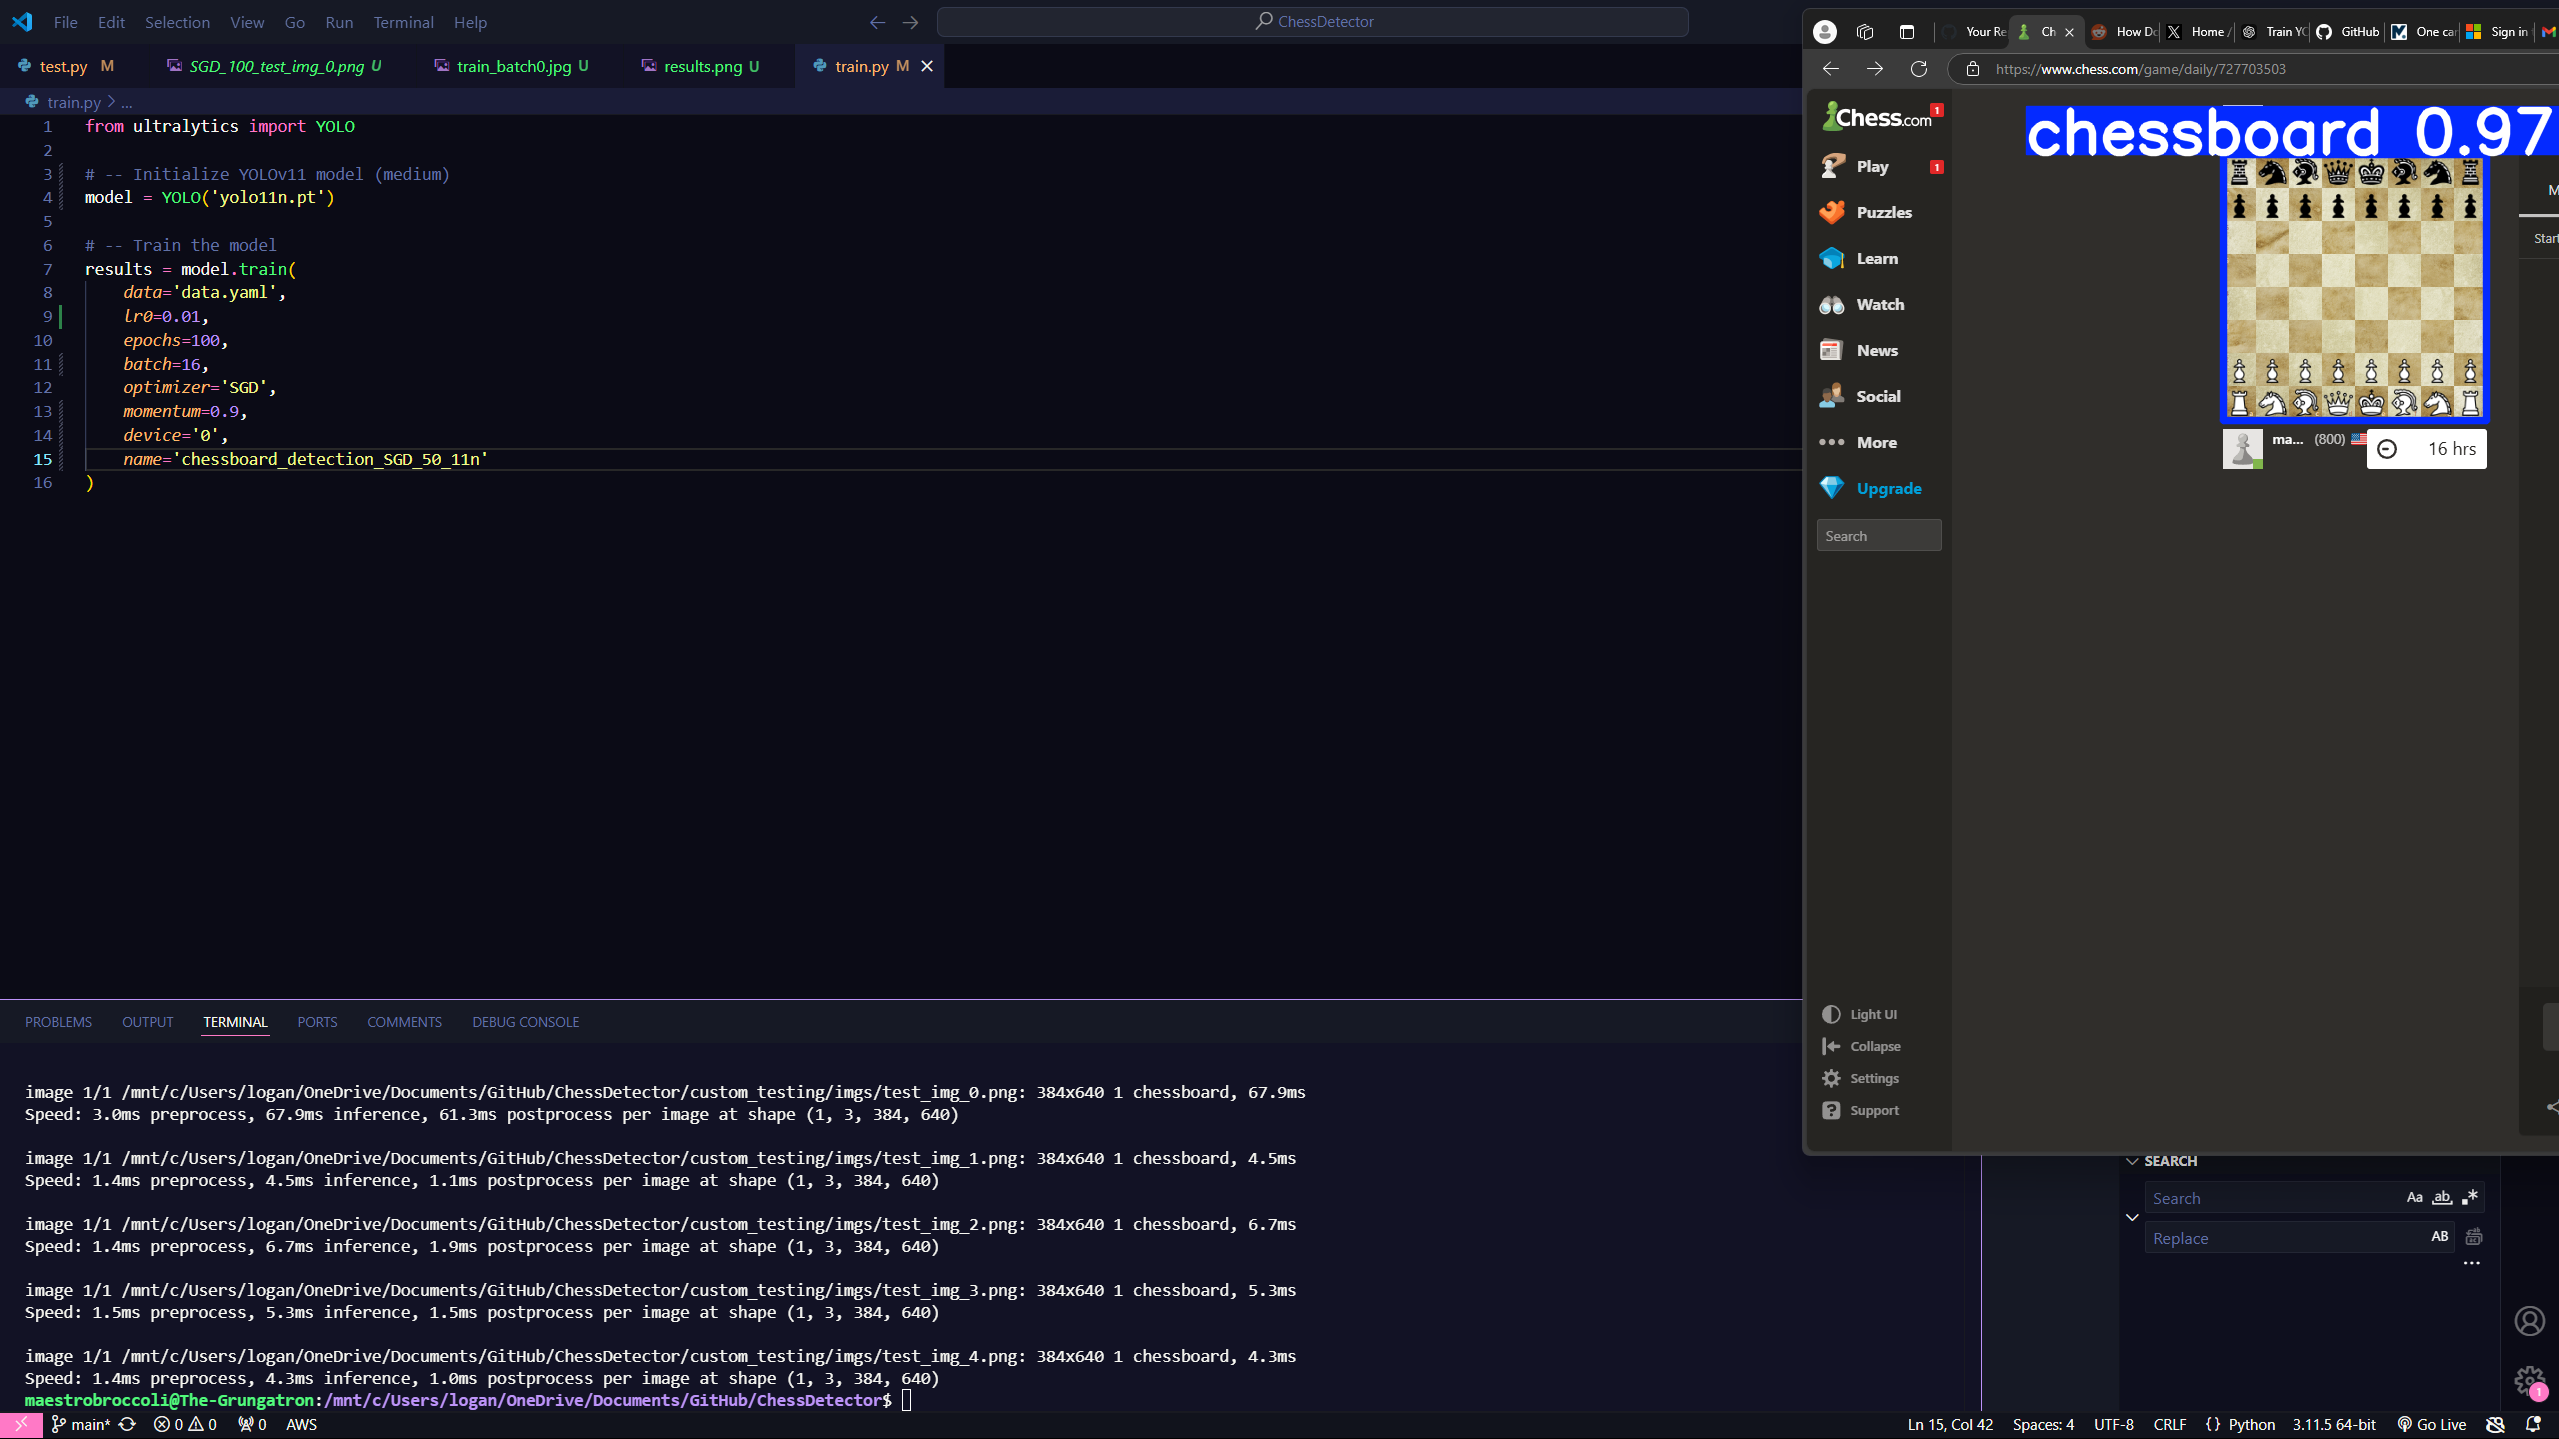 File Edit Selection View Go Run Terminal Help
ChessDetector
test.py M
SGD_100_test_img_0.png U
train_batch0.jpg U
results.png U
train.py M
train.py > ...
1 from ultralytics import YOLO
2
3 # -- Initialize YOLOv11 model (medium)
4 model = YOLO('yolo11n.pt')
5
6 # -- Train the model
7 results = model.train(
8 data='data.yaml',
9 lr0=0.01,
10 epochs=100,
11 batch=16,
12 optimizer='SGD',
13 momentum=0.9,
14 device='0',
15 name='chessboard_detection_SGD_50_11n'
16 )
PROBLEMS OUTPUT TERMINAL PORTS COMMENTS DEBUG CONSOLE
image 1/1 /mnt/c/Users/logan/OneDrive/Documents/GitHub/ChessDetector/custom_testing/imgs/test_img_0.png: 384x640 1 chessboard, 67.9ms
Speed: 3.0ms preprocess, 67.9ms inference, 61.3ms postprocess per image at shape (1, 3, 384, 640)
image 1/1 /mnt/c/Users/logan/OneDrive/Documents/GitHub/ChessDetector/custom_testing/imgs/test_img_1.png: 384x640 1 chessboard, 4.5ms
Speed: 1.4ms preprocess, 4.5ms inference, 1.1ms postprocess per image at shape (1, 3, 384, 640)
image 1/1 /mnt/c/Users/logan/OneDrive/Documents/GitHub/ChessDetector/custom_testing/imgs/test_img_2.png: 384x640 1 chessboard, 6.7ms
Speed: 1.4ms preprocess, 6.7ms inference, 1.9ms postprocess per image at shape (1, 3, 384, 640)
image 1/1 /mnt/c/Users/logan/OneDrive/Documents/GitHub/ChessDetector/custom_testing/imgs/test_img_3.png: 384x640 1 chessboard, 5.3ms
Speed: 1.5ms preprocess, 5.3ms inference, 1.5ms postprocess per image at shape (1, 3, 384, 640)
image 1/1 /mnt/c/Users/logan/OneDrive/Documents/GitHub/ChessDetector/custom_testing/imgs/test_img_4.png: 384x640 1 chessboard, 4.3ms
Speed: 1.4ms preprocess, 4.3ms inference, 1.0ms postprocess per image at shape (1, 3, 384, 640)
maestrobroccoli@The-Grungatron:/mnt/c/Users/logan/OneDrive/Documents/GitHub/ChessDetector$
main* 0 0 0 AWS
Ln 15, Col 42 Spaces: 4 UTF-8 CRLF {} Python 3.11.5 64-bit Go Live
Your Re Ch How Do Home / Train YO GitHub One car Sign in
https://www.chess.com/game/daily/727703503
Chess.com 1
Play 1
Puzzles
Learn
Watch
News
Social
More
Upgrade
Search
Light UI
Collapse
Settings
Support
chessboard 0.97
M
Start
ma... (800)
16 hrs
SEARCH
Search Aa ab
Replace AB
1